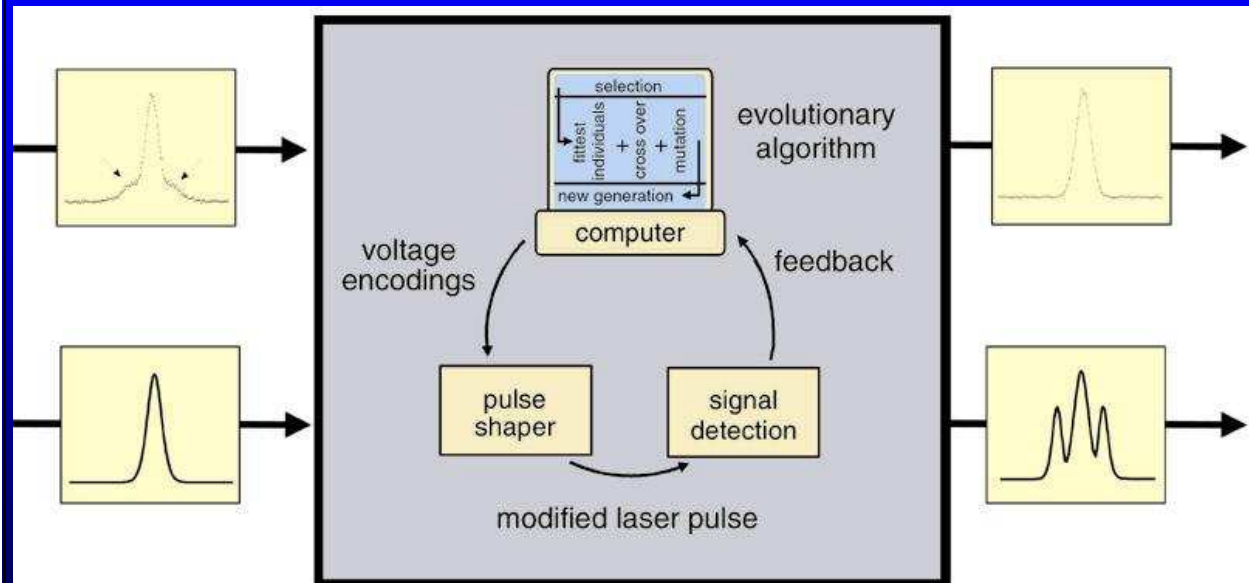 selection
fittest
individuals
+
cross over
+
mutation
new generation
computer
evolutionary
algorithm
voltage
encodings
feedback
pulse
shaper
signal
detection
modified laser pulse